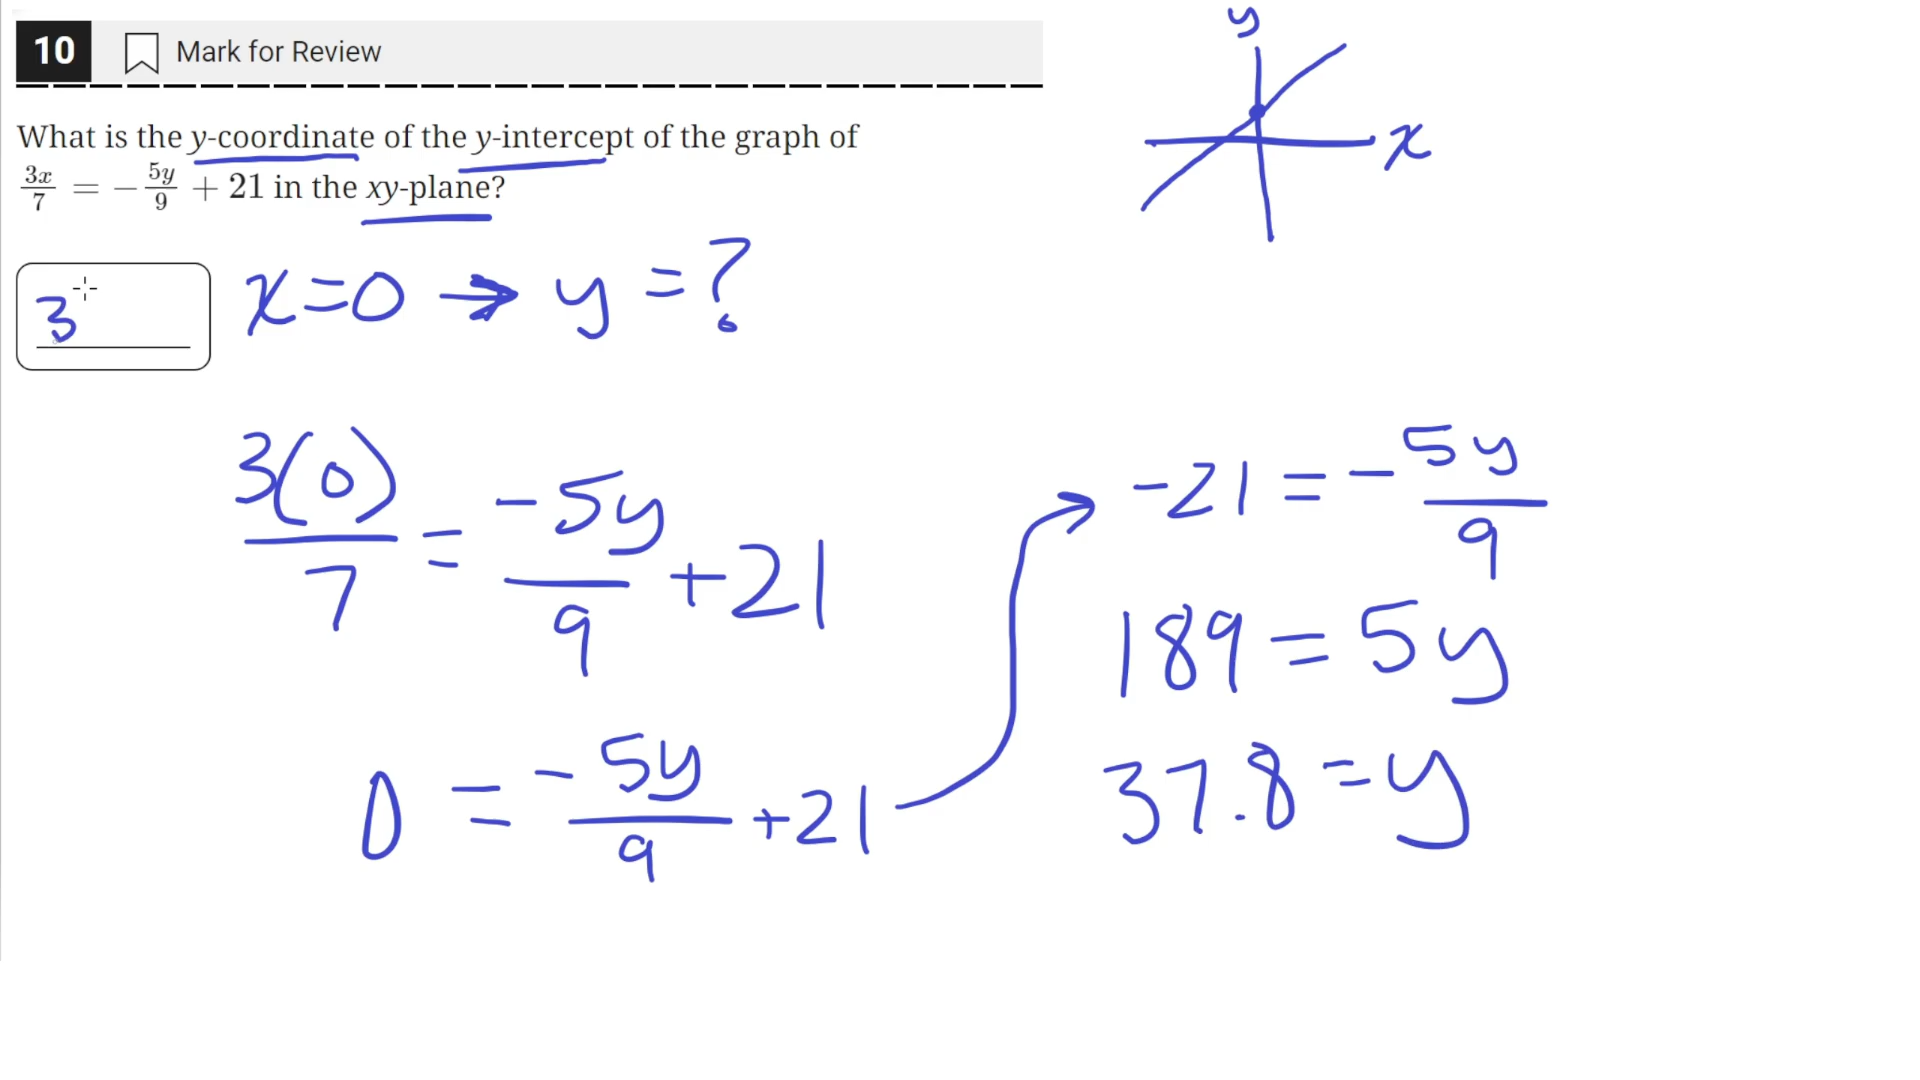 10 Mark for Review
What is the y-coordinate of the y-intercept of the graph of
3x/7 = −5y/9 + 21 in the xy-plane?
3
x=0 → y = ?
y
x
3(0)/7 = -5y/9 +21
0 = -5y/9 +21
-21 = -5y/9
189 = 5y
37.8 = y